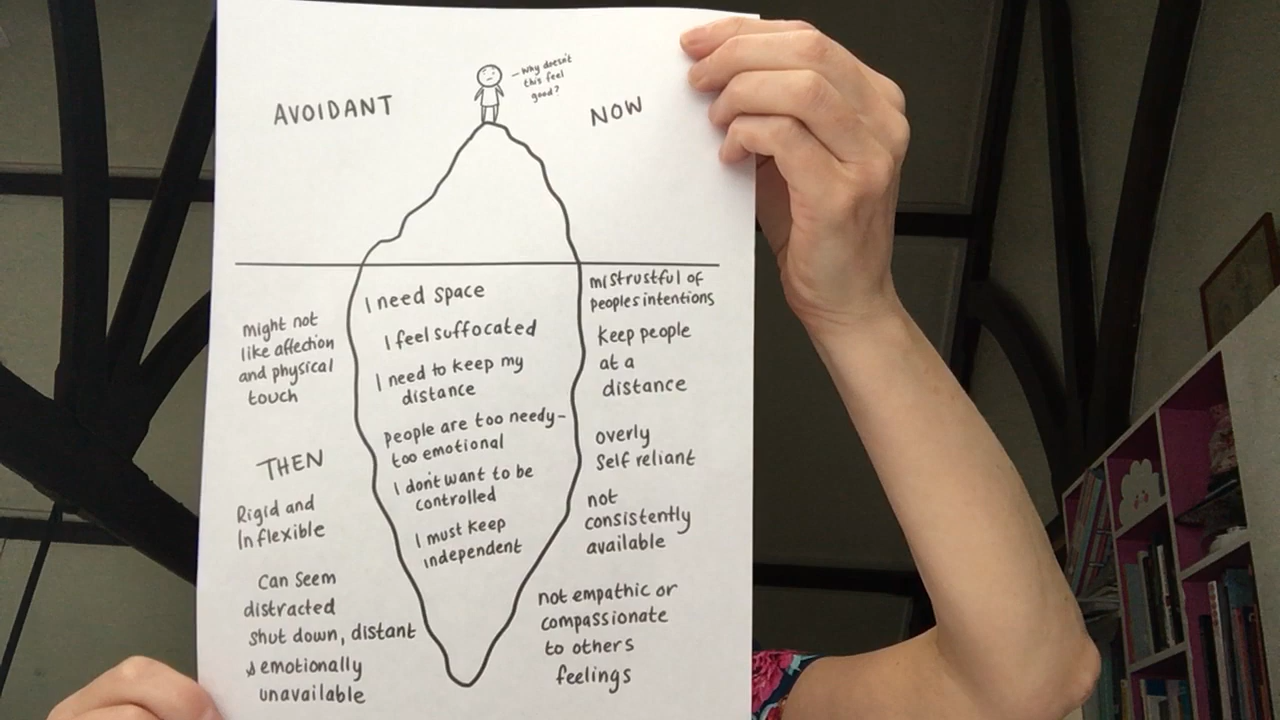 AVOIDANT
- Why doesn't
this feel
good?
NOW
might not
like affection
and physical
touch
THEN
Rigid and
Inflexible
Can Seem
distracted
shut down, distant
& emotionally
unavailable
I need space
I feel suffocated
I need to keep my
distance
people are too needy-
too emotional
I don't want to be
controlled
I must keep
independent
mistrustful of
peoples intentions
Keep people
at a
distance
overly
Self reliant
not
consistently
available
not empathic or
compassionate
to others
feelings